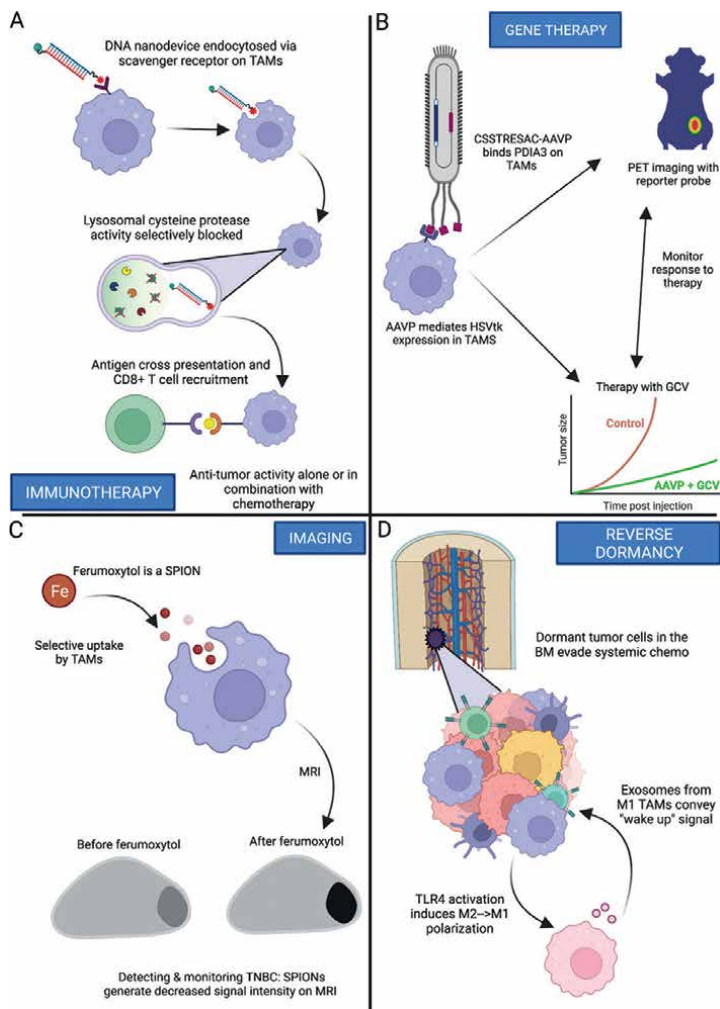 A
DNA nanodevice endocytosed via
scavenger receptor on TAMs
Lysosomal cysteine protease
activity selectively blocked
Antigen cross presentation and
CD8+ T cell recruitment
IMMUNOTHERAPY
Anti-tumor activity alone or in
combination with
chemotherapy
B
GENE THERAPY
CSSTRESAC-AAVP
binds PDIA3 on
TAMs
PET imaging with
reporter probe
Monitor
response to
therapy
AAVP mediates HSVtk
expression in TAMS
Therapy with GCV
Tumor size
Control
AAVP + GCV
Time post injection
C
IMAGING
Ferumoxytol is a SPION
Fe
Selective uptake
by TAMs
MRI
Before ferumoxytol
After ferumoxytol
Detecting & monitoring TNBC: SPIONs
generate decreased signal intensity on MRI
D
REVERSE
DORMANCY
Dormant tumor cells in the
BM evade systemic chemo
Exosomes from
M1 TAMs convey
"wake up" signal
TLR4 activation
induces M2-->M1
polarization